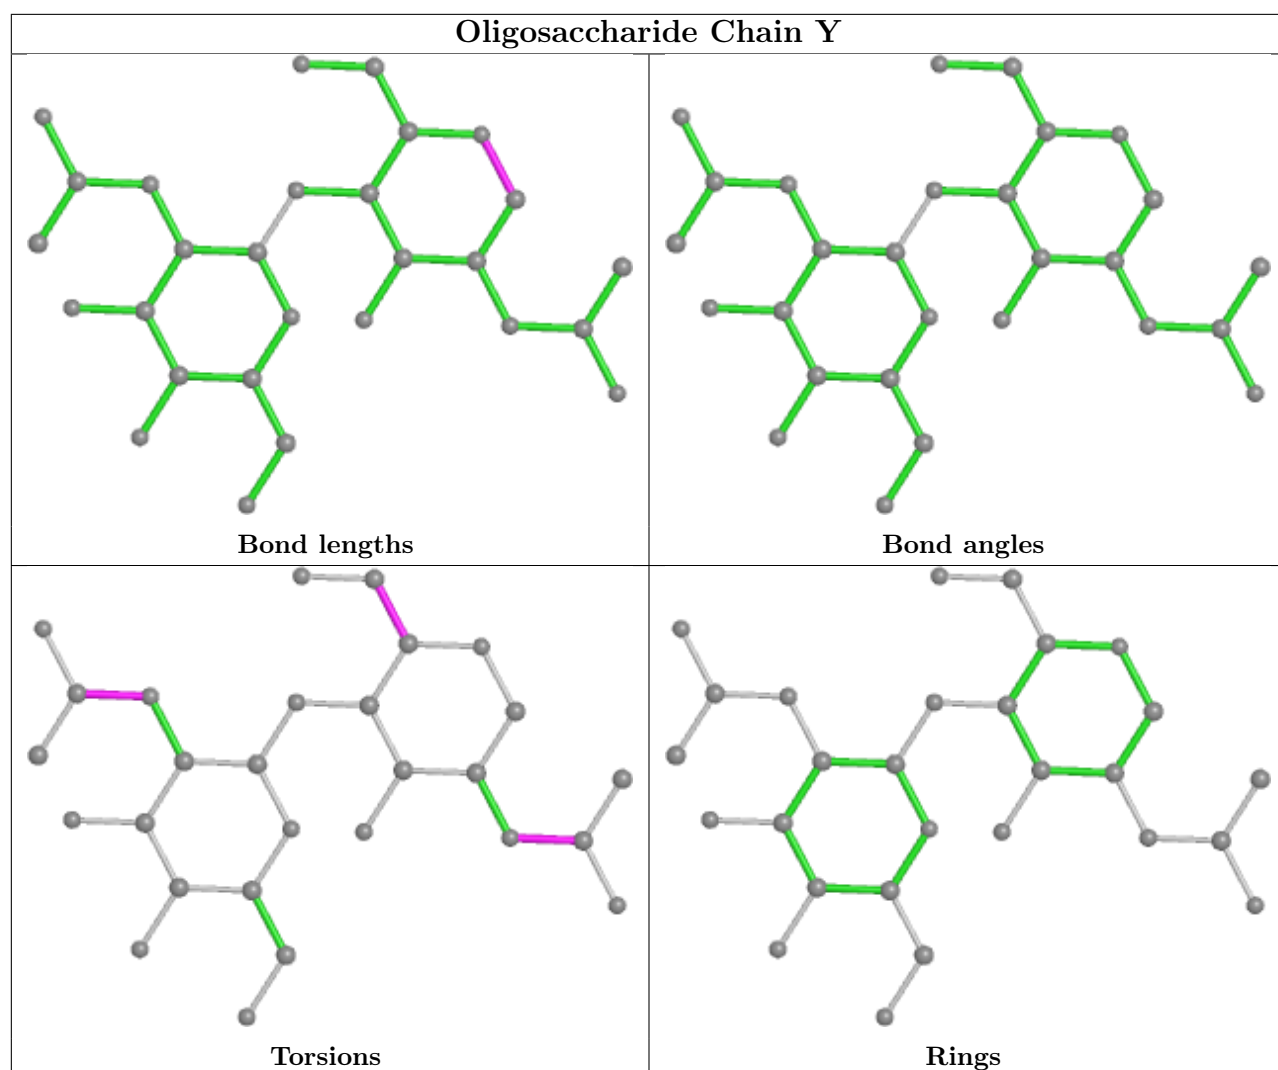 Oligosaccharide Chain Y
Bond lengths
Bond angles
Torsions
Rings